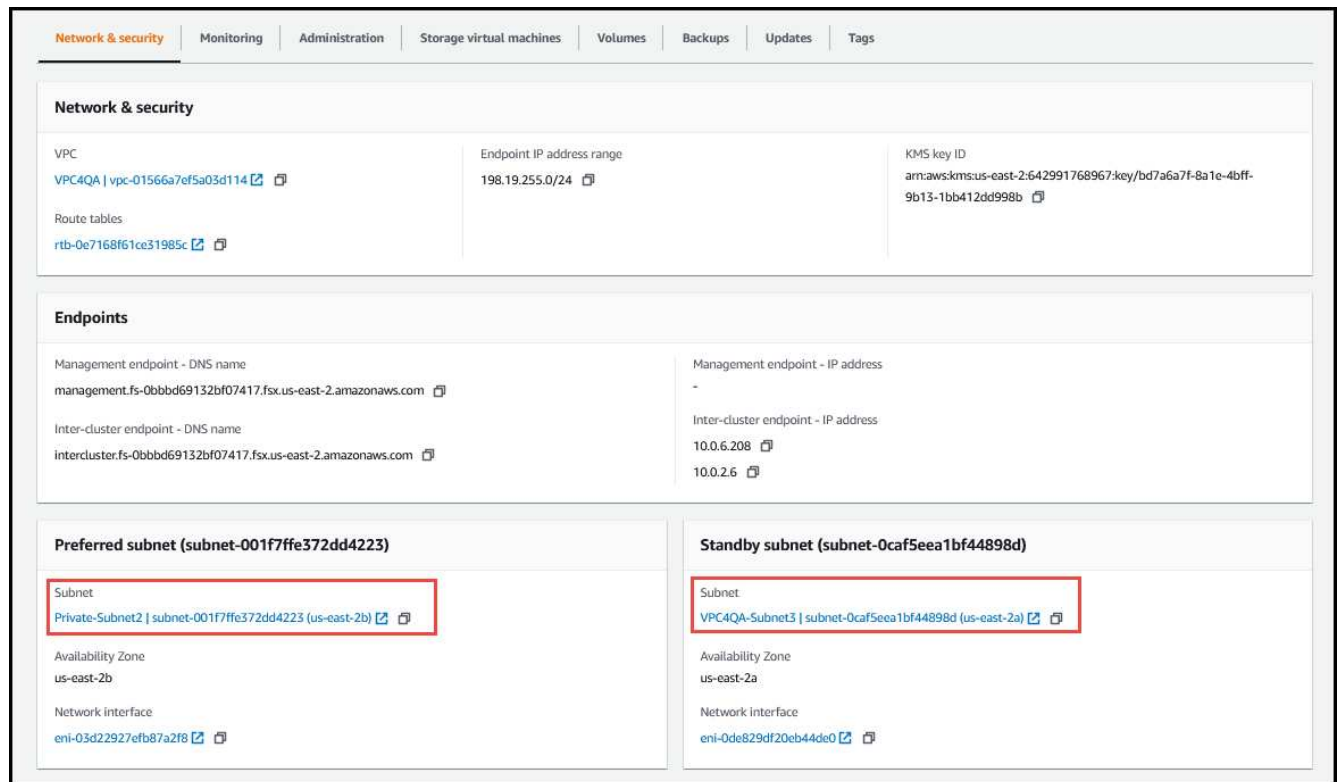 Network & security
Monitoring
Administration
Storage virtual machines
Volumes
Backups
Updates
Tags
Network & security
VPC
VPC4QA | vpc-01566a7ef5a03d114
Route tables
rtb-0e7168f61ce31985c
Endpoint IP address range
198.19.255.0/24
KMS key ID
arn:aws:kms:us-east-2:642991768967:key/bd7a6a7f-8a1e-4bff-
9b13-1bb412dd998b
Endpoints
Management endpoint - DNS name
management.fs-0bbbd69132bf07417.fsx.us-east-2.amazonaws.com
Inter-cluster endpoint - DNS name
intercluster.fs-0bbbd69132bf07417.fsx.us-east-2.amazonaws.com
Management endpoint - IP address
-
Inter-cluster endpoint - IP address
10.0.6.208
10.0.2.6
Preferred subnet (subnet-001f7ffe372dd4223)
Subnet
Private-Subnet2 | subnet-001f7ffe372dd4223 (us-east-2b)
Availability Zone
us-east-2b
Network interface
eni-03d22927efb87a2f8
Standby subnet (subnet-0caf5eea1bf44898d)
Subnet
VPC4QA-Subnet3 | subnet-0caf5eea1bf44898d (us-east-2a)
Availability Zone
us-east-2a
Network interface
eni-0de829df20eb44de0